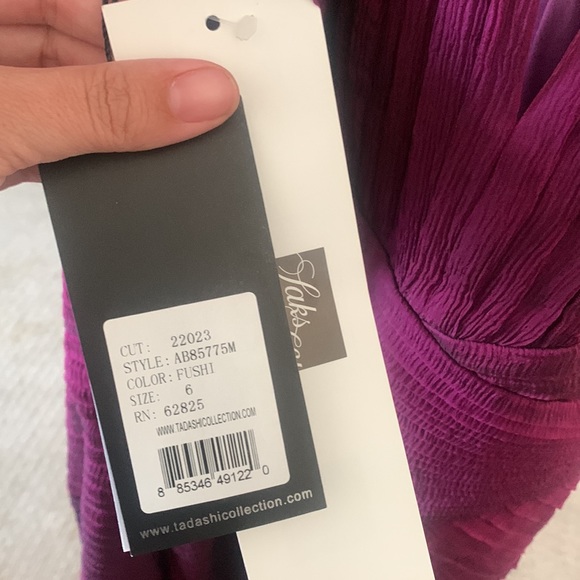 CUT: 22023
STYLE: AB85775M
COLOR: FUSHI
SIZE: 6
RN: 62825
WWW.TADASHICOLLECTION.COM
8 85346 49122 0
www.tadashicollection.com
Saks